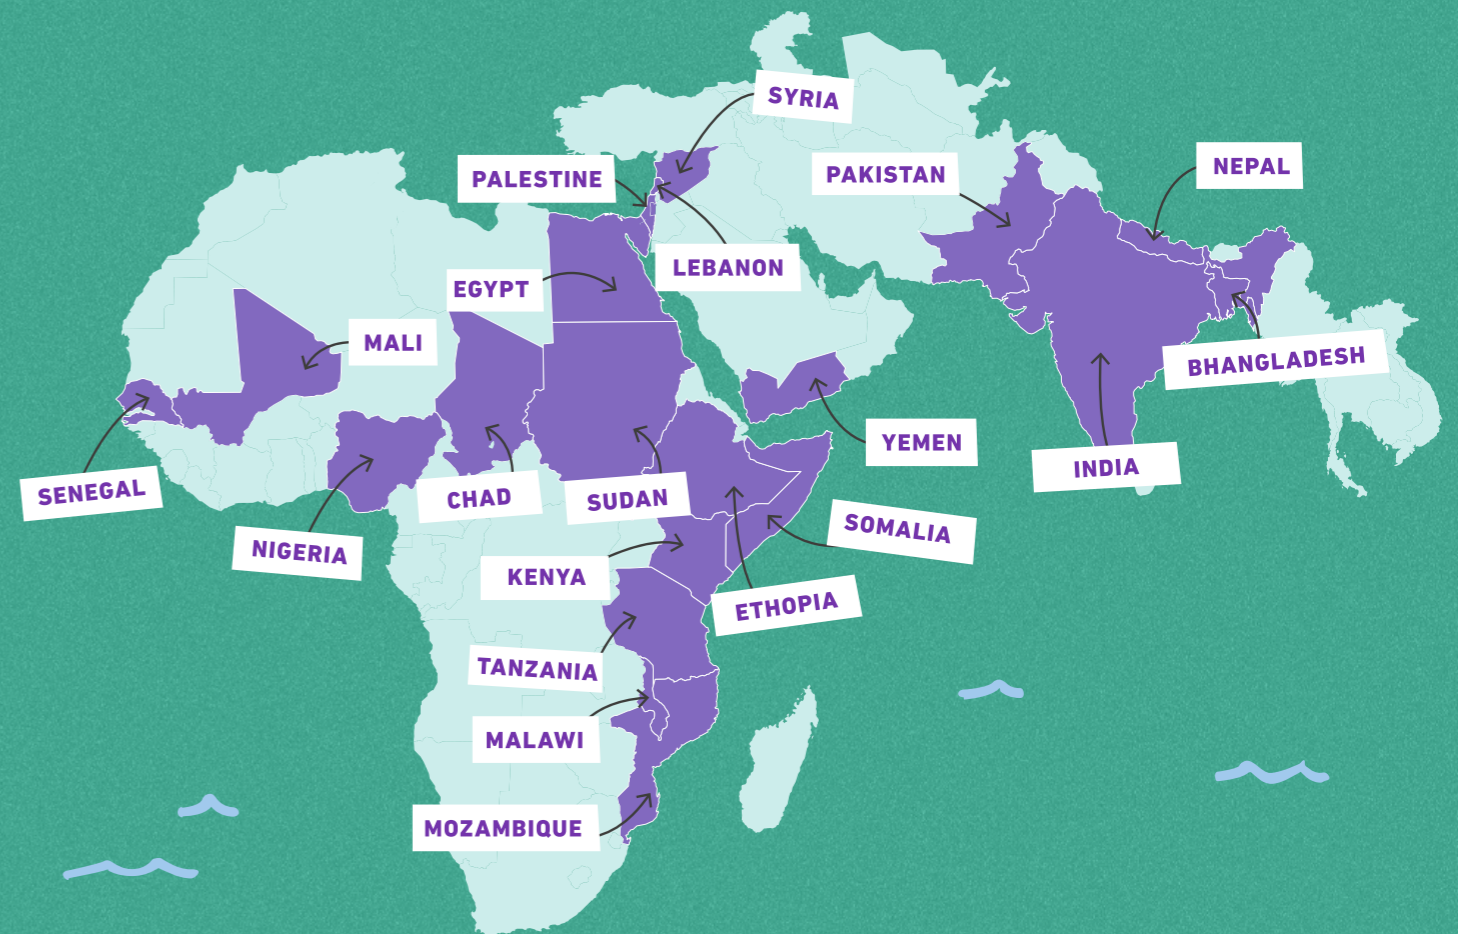 SYRIA
NEPAL
PAKISTAN
PALESTINE
LEBANON
EGYPT
MALI
BHANGLADESH
YEMEN
INDIA
SENEGAL
CHAD
SUDAN
SOMALIA
NIGERIA
KENYA
ETHOPIA
TANZANIA
MALAWI
MOZAMBIQUE